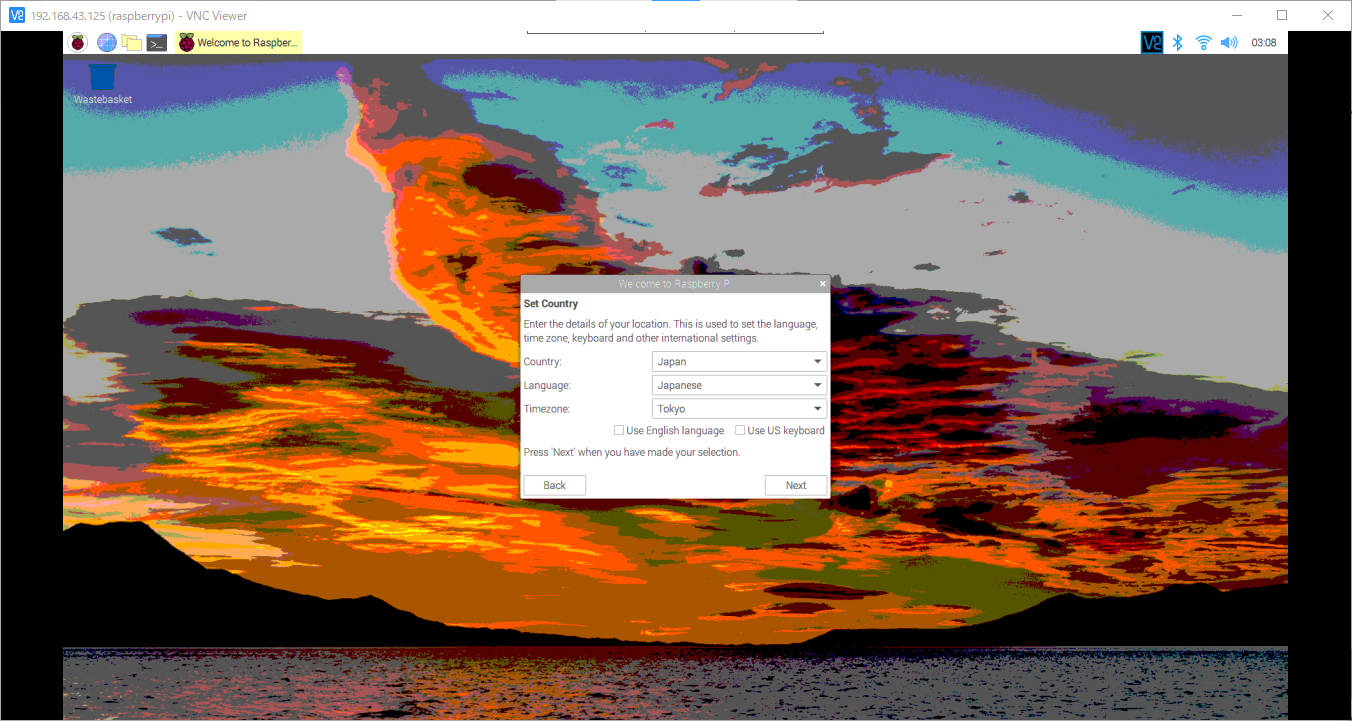 192.168.43.125 (raspberrypi) - VNC Viewer
Welcome to Raspber...
03:08
Wastebasket
Welcome to Raspberry Pi
Set Country
Enter the details of your location. This is used to set the language,
time zone, keyboard and other international settings.
Country: Japan
Language: Japanese
Timezone: Tokyo
Use English language Use US keyboard
Press 'Next' when you have made your selection.
Back Next